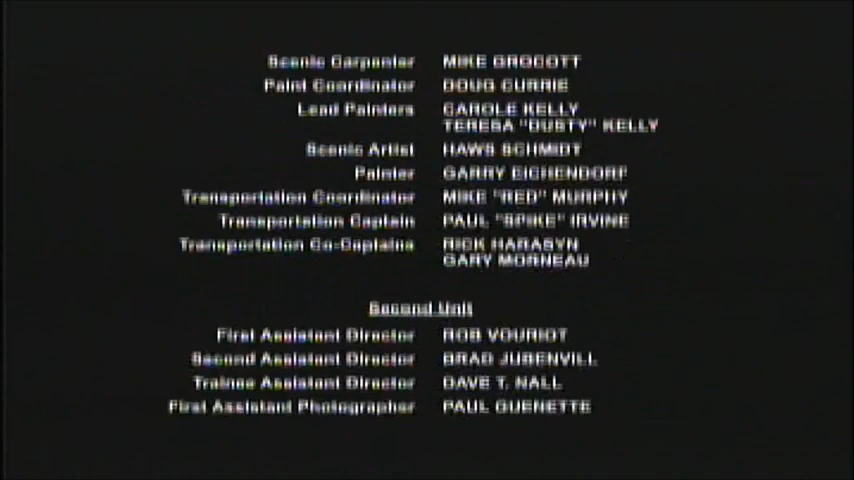 Scenic Carpenter MIKE GROCOTT
Paint Coordinator DOUG CURRIE
Lead Painters CAROLE KELLY
TERESA "DUSTY" KELLY
Scenic Artist HAWS SCHMIDT
Painter GARRY EICHENDORF
Transportation Coordinator MIKE "RED" MURPHY
Transportation Captain PAUL "SPIKE" IRVINE
Transportation Co-Captains RICK HARASYN
GARY MORNEAU
Second Unit
First Assistant Director ROB VOURIOT
Second Assistant Director BRAD JUBENVILL
Trainee Assistant Director DAVE T. NALL
First Assistant Photographer PAUL GUENETTE